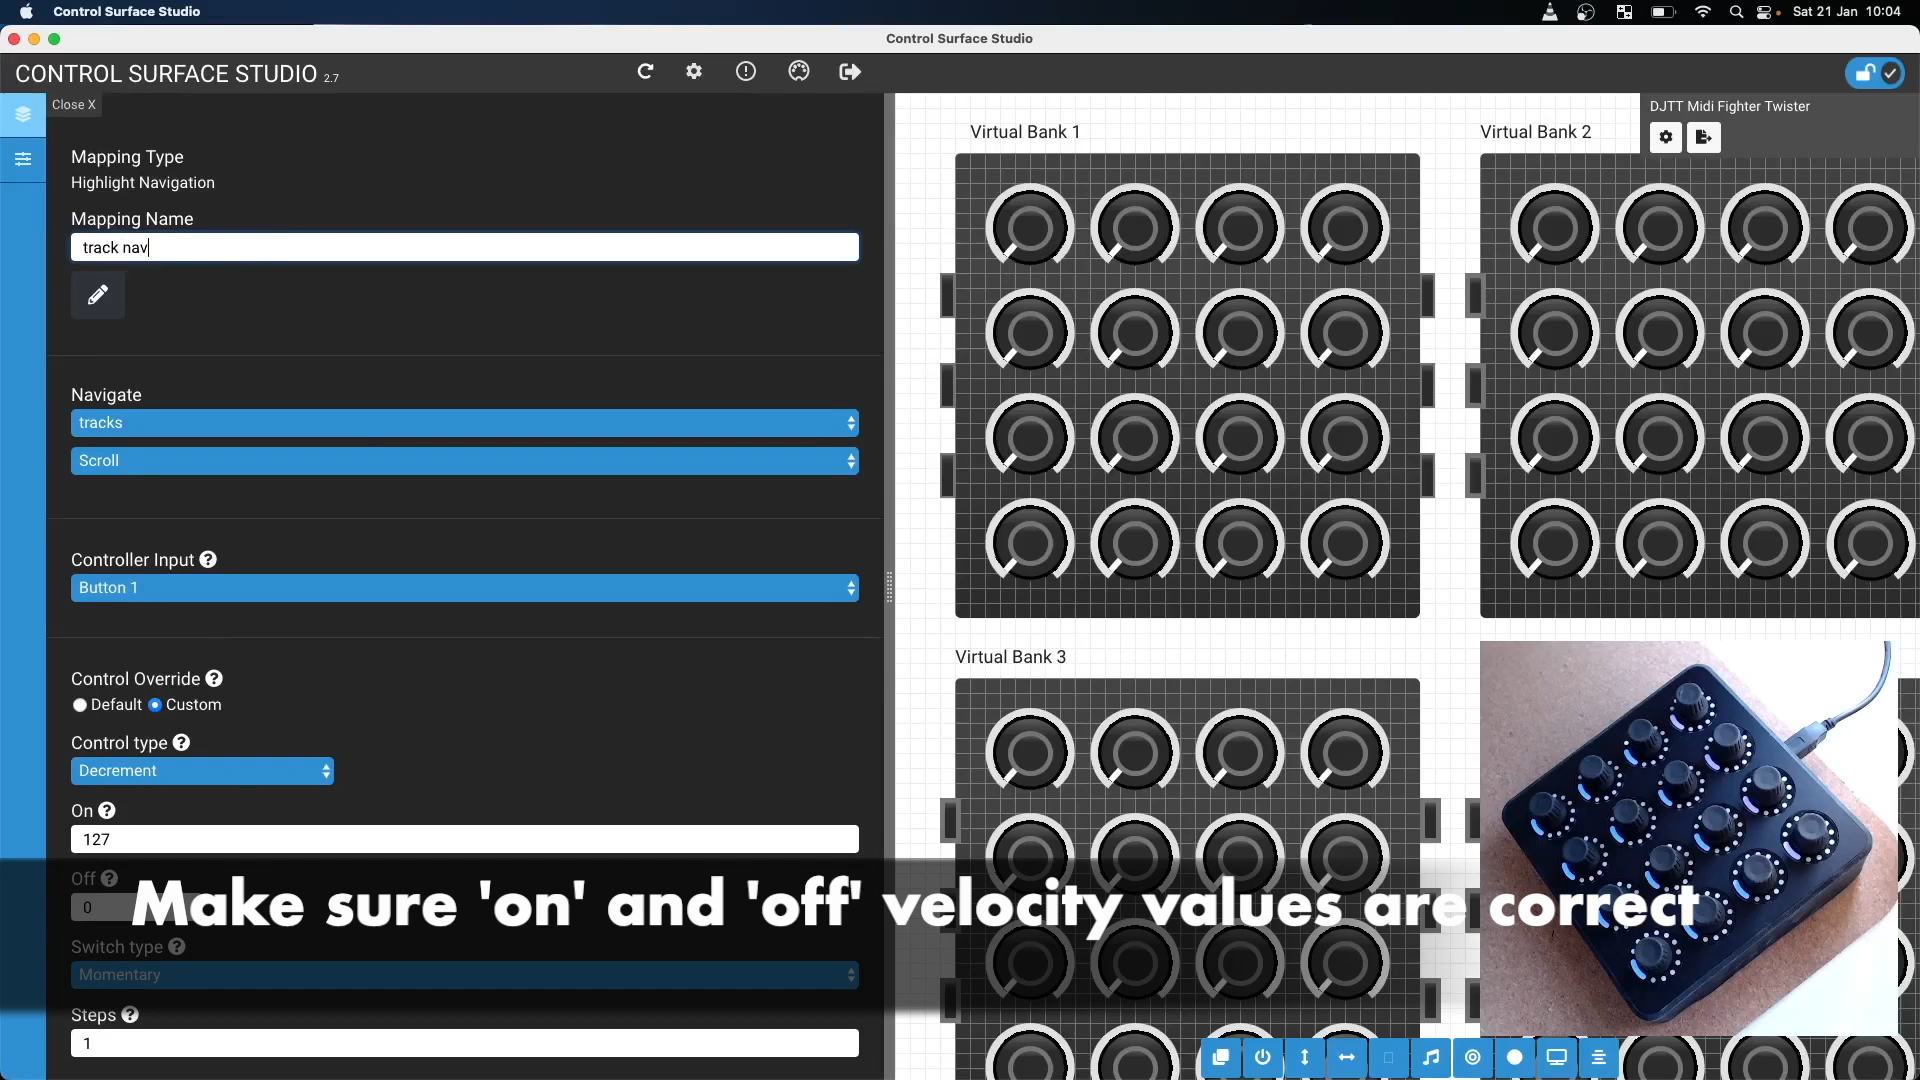 Control Surface Studio
Sat 21 Jan 10:04
Control Surface Studio
CONTROL SURFACE STUDIO 2.7
Close X
DJTT Midi Fighter Twister
Virtual Bank 1
Virtual Bank 2
Mapping Type
Highlight Navigation
Mapping Name
track nav
Navigate
tracks
Scroll
Controller Input ?
Button 1
Virtual Bank 3
Control Override ?
Default Custom
Control type ?
Decrement
On ?
127
Off ?
0
Make sure 'on' and 'off' velocity values are correct
Switch type ?
Momentary
Steps ?
1